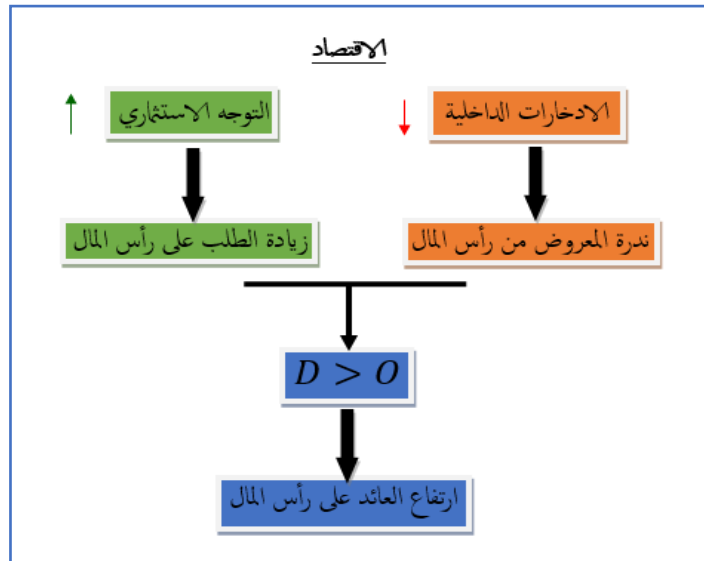 الاقتصاد
الادخارات الداخلية
التوجه الاستثماري
ندرة المعروض من رأس المال
زيادة الطلب على رأس المال
D > O
ارتفاع العائد على رأس المال